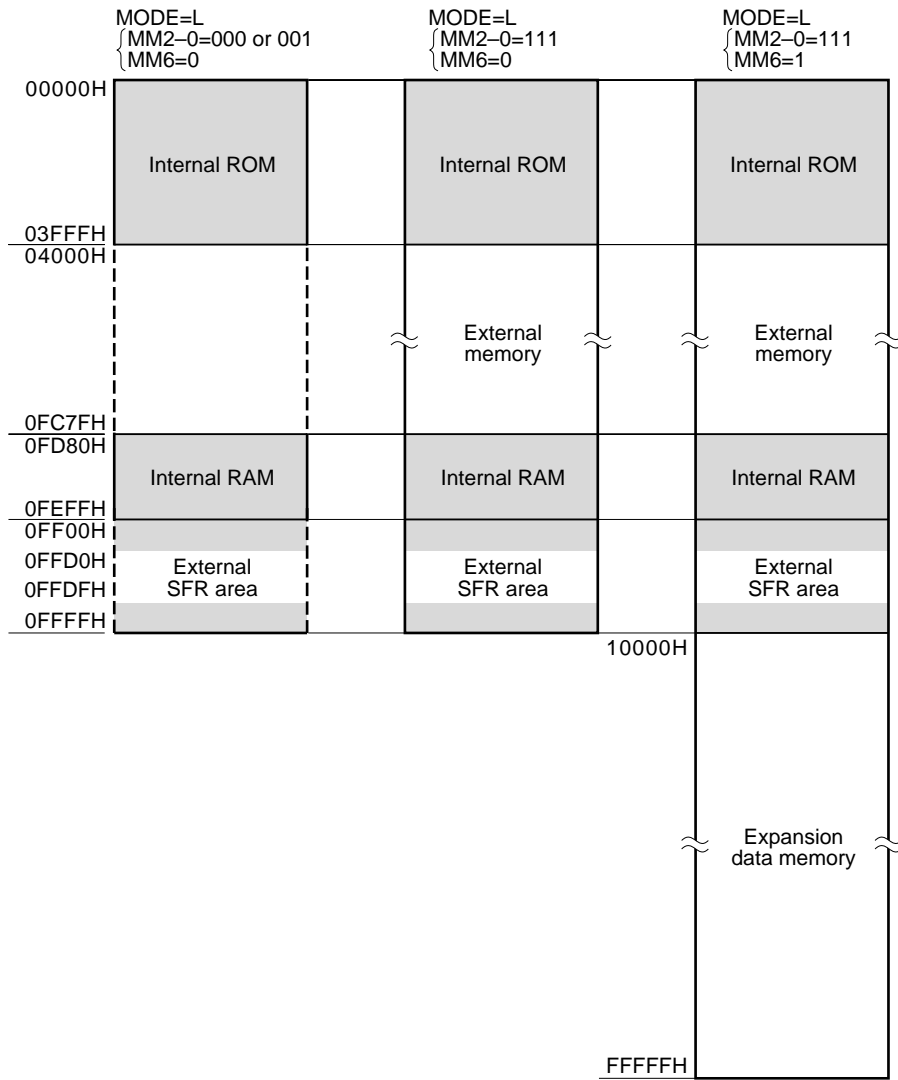 MODE=L
MM2–0=000 or 001
MM6=0
MODE=L
MM2–0=111
MM6=0
MODE=L
MM2–0=111
MM6=1
00000H
Internal ROM
Internal ROM
Internal ROM
03FFFH
04000H
External
memory
External
memory
0FC7FH
0FD80H
Internal RAM
Internal RAM
Internal RAM
0FEFFH
0FF00H
0FFD0H
0FFDFH
External
SFR area
External
SFR area
External
SFR area
0FFFFH
10000H
Expansion
data memory
FFFFFH